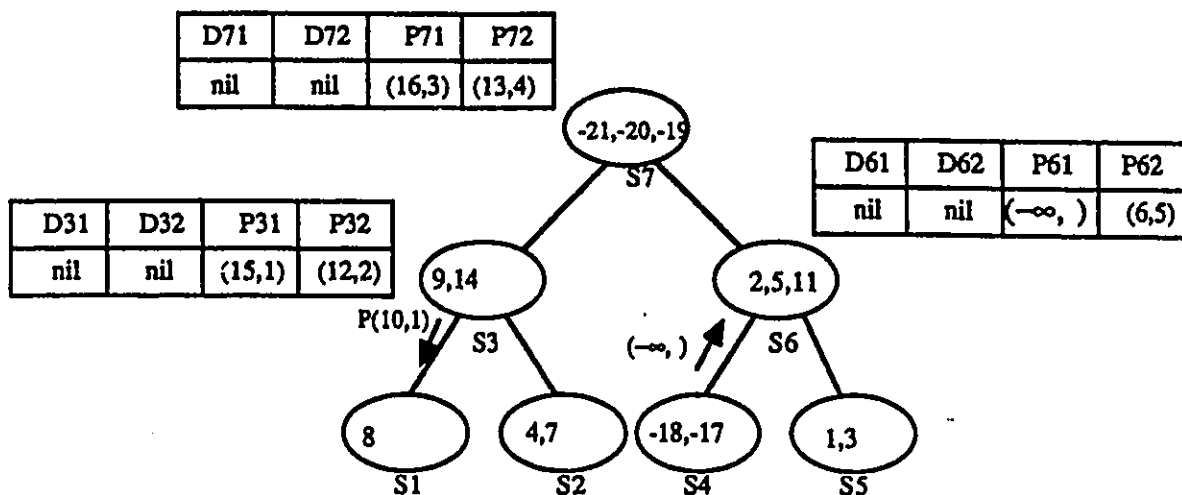 D71 D72 P71 P72
nil nil (16,3) (13,4)
-21,-20,-19
S7
D61 D62 P61 P62
nil nil (—∞, ) (6,5)
D31 D32 P31 P32
nil nil (15,1) (12,2)
9,14
2,5,11
P(10,1)
S3
(—∞, )
S6
8
4,7
-18,-17
1,3
S1
S2
S4
S5